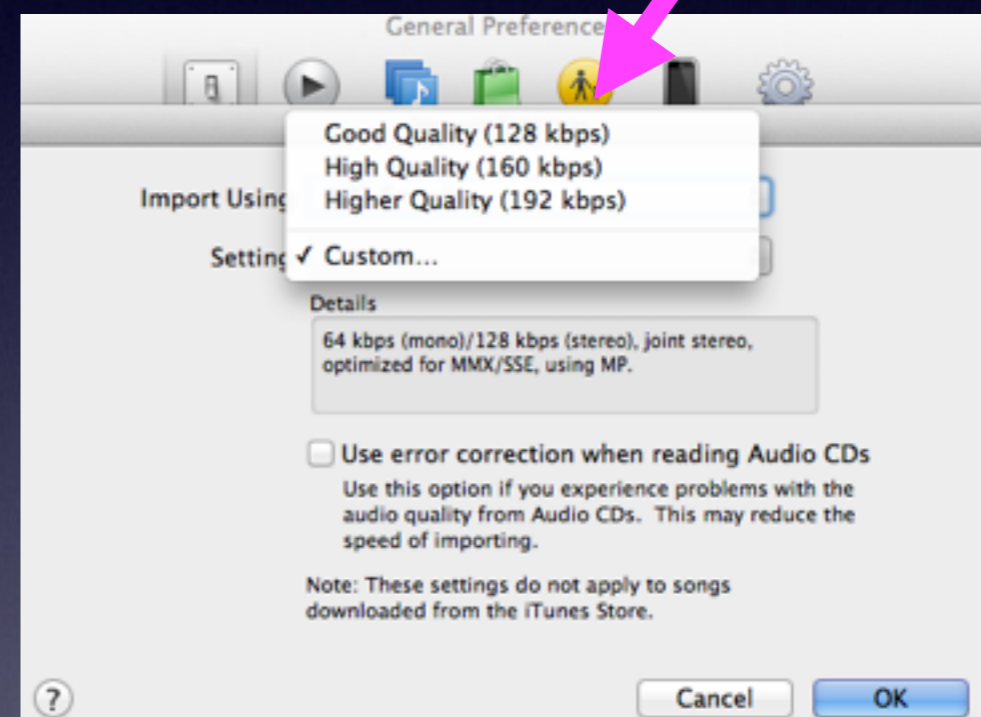 General Preference
Good Quality (128 kbps)
High Quality (160 kbps)
Import Using
Higher Quality (192 kbps)
Setting ✓ Custom...
Details
64 kbps (mono)/128 kbps (stereo), joint stereo,
optimized for MMX/SSE, using MP.
Use error correction when reading Audio CDs
Use this option if you experience problems with the
audio quality from Audio CDs. This may reduce the
speed of importing.
Note: These settings do not apply to songs
downloaded from the iTunes Store.
? Cancel OK